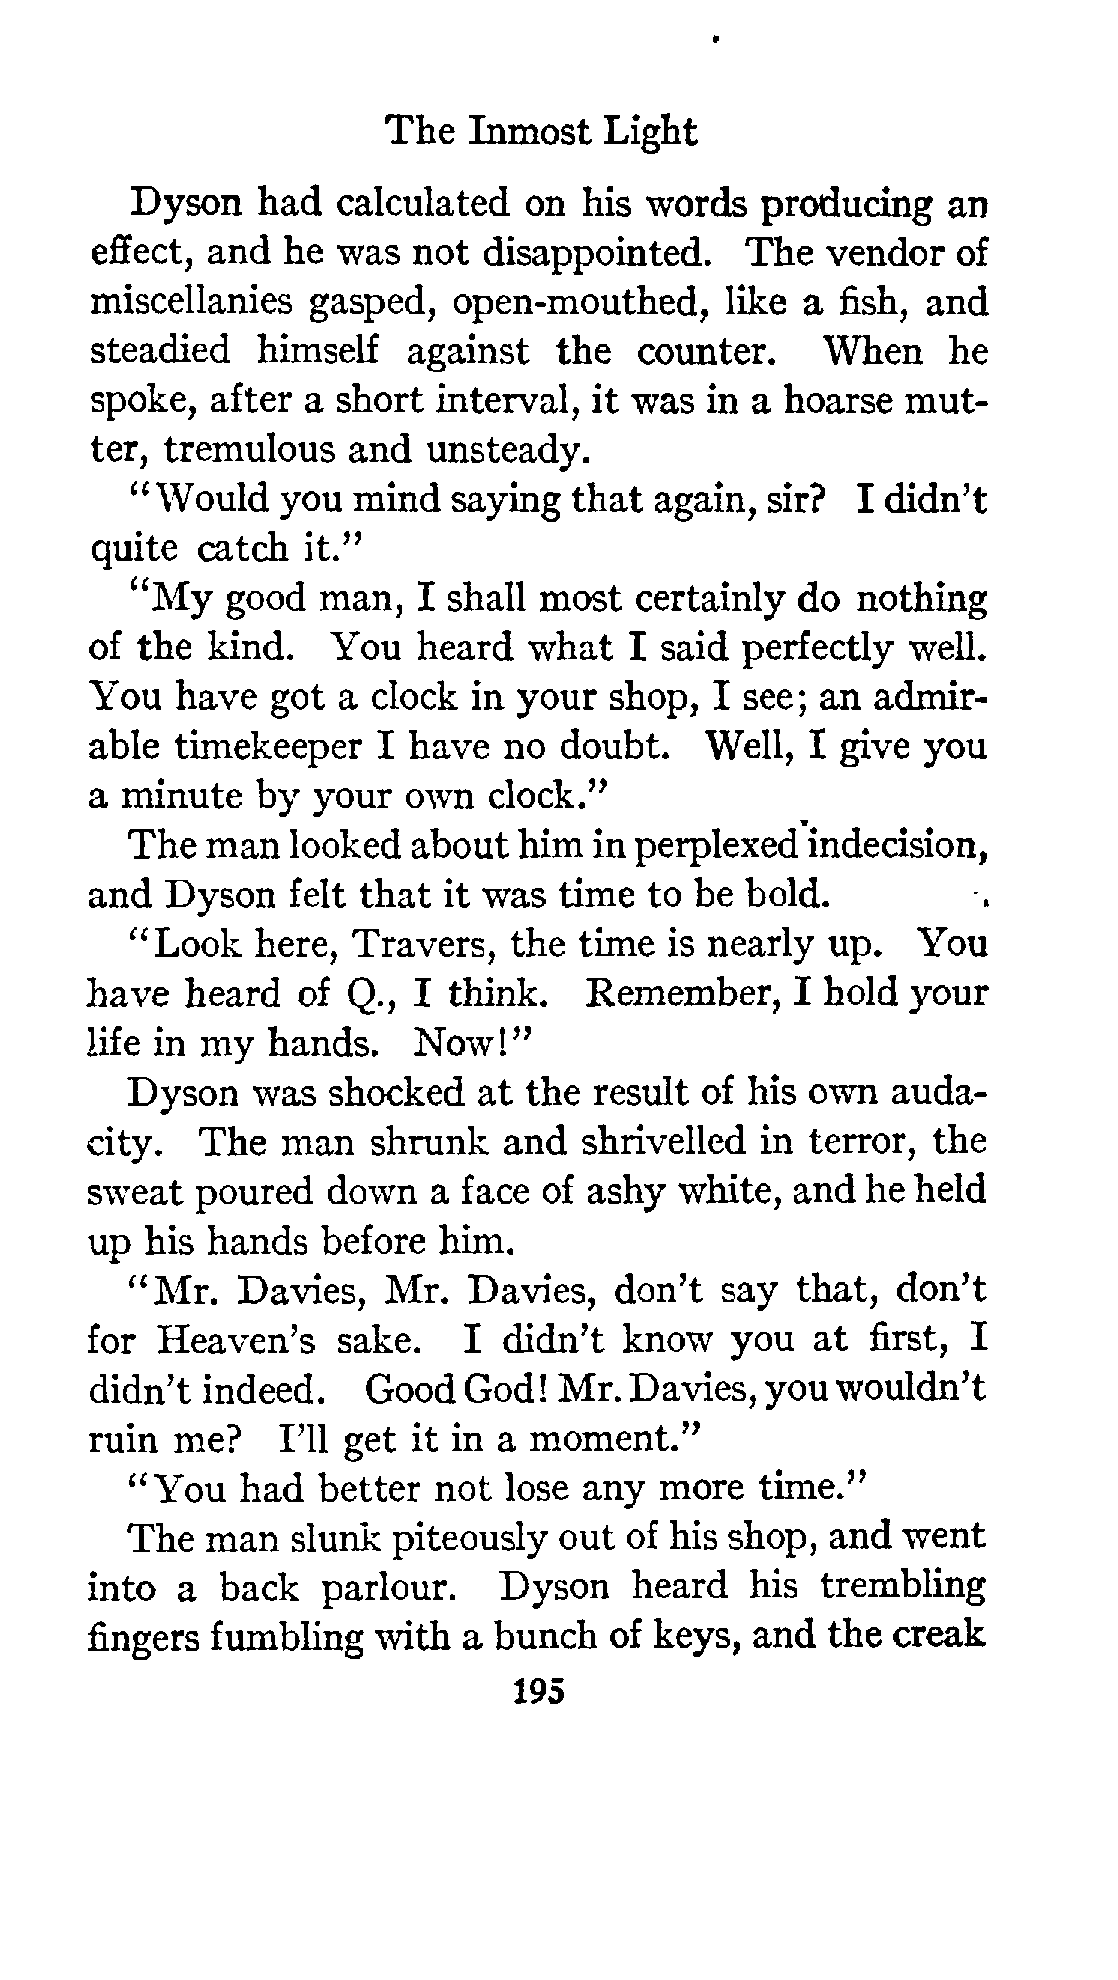 The Inmost Light
Dyson had calculated on his words producing an
effect, and he was not disappointed. The vendor of
miscellanies gasped, open-mouthed, like a fish, and
steadied himself against the counter. When he
spoke, after a short interval, it was in a hoarse mut-
ter, tremulous and unsteady.
"Would you mind saying that again, sir? I didn't
quite catch it."
"My good man, I shall most certainly do nothing
of the kind. You heard what I said perfectly well.
You have got a clock in your shop, I see; an admir-
able timekeeper I have no doubt. Well, I give you
a minute by your own clock."
The man looked about him in perplexed indecision,
and Dyson felt that it was time to be bold.
"Look here, Travers, the time is nearly up. You
have heard of Q., I think. Remember, I hold your
life in my hands. Now!"
Dyson was shocked at the result of his own auda-
city. The man shrunk and shrivelled in terror, the
sweat poured down a face of ashy white, and he held
up his hands before him.
"Mr. Davies, Mr. Davies, don't say that, don't
for Heaven's sake. I didn't know you at first, I
didn't indeed. Good God! Mr. Davies, you wouldn't
ruin me? I'll get it in a moment."
"You had better not lose any more time."
The man slunk piteously out of his shop, and went
into a back parlour. Dyson heard his trembling
fingers fumbling with a bunch of keys, and the creak
195